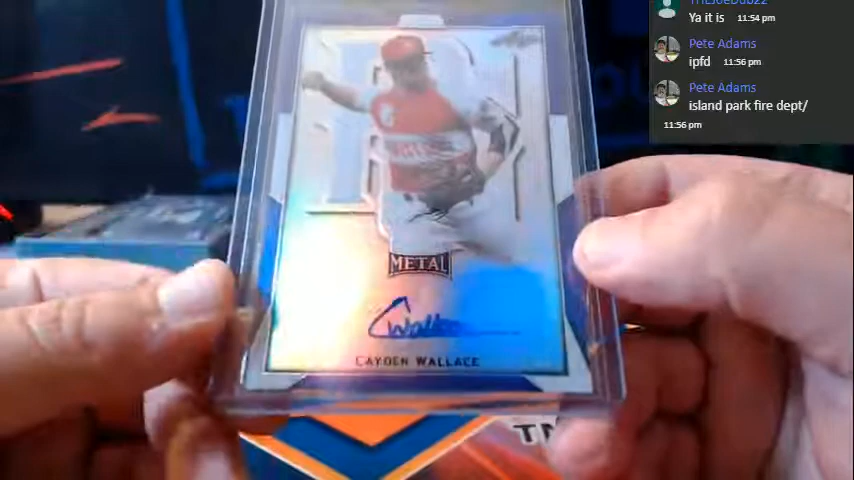 Ya it is 11:54 pm
Pete Adams
ipfd 11:56 pm
Pete Adams
island park fire dept/
11:56 pm
METAL
CWallace
CAYDEN WALLACE